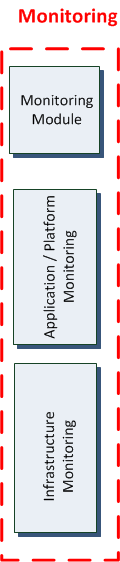 Monitoring
Monitoring
Module
Application / Platform
Monitoring
Infrastructure
Monitoring